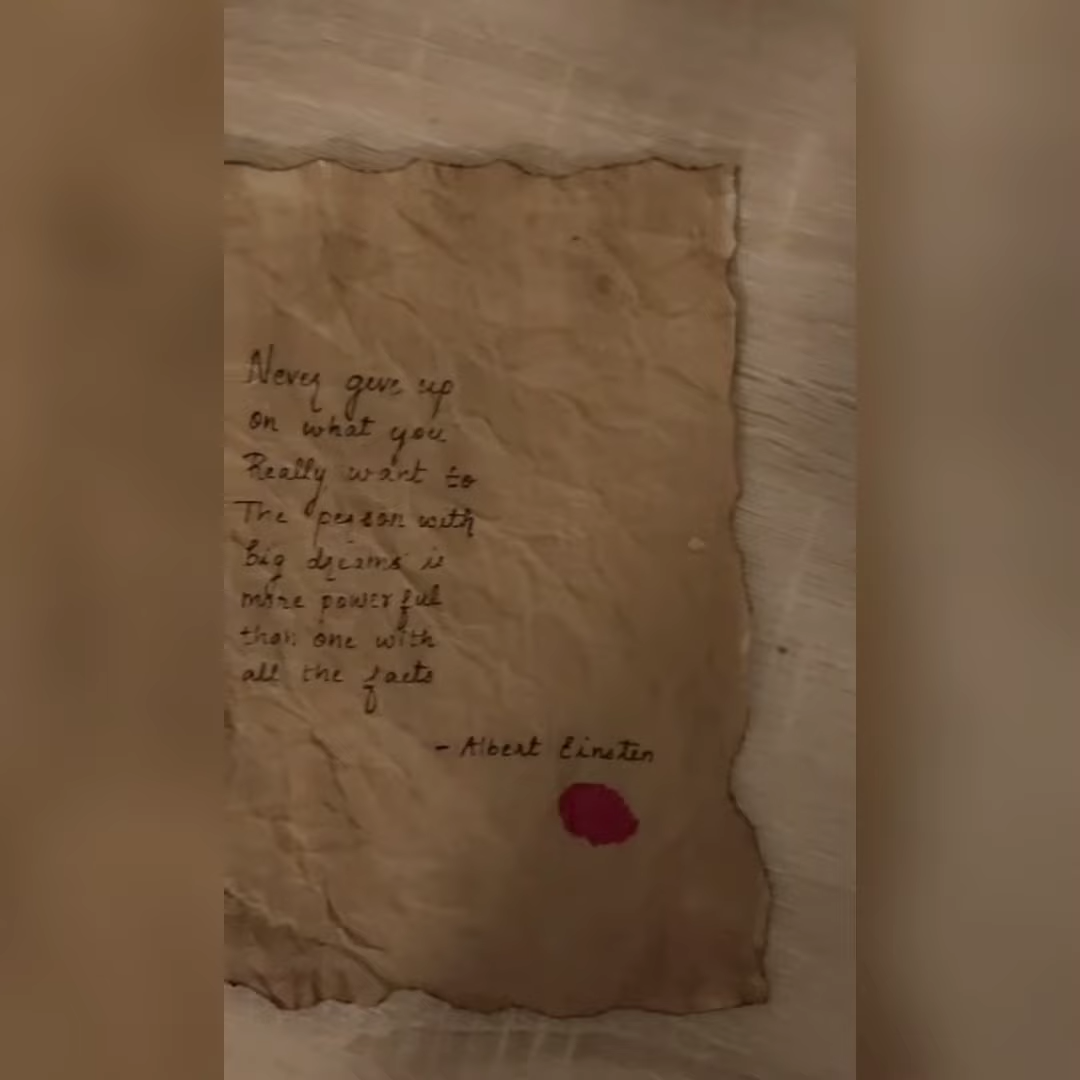 Never give up
on what you
Really want to
The person with
big dreams is
more powerful
than one with
all the facts
- Albert Einsten